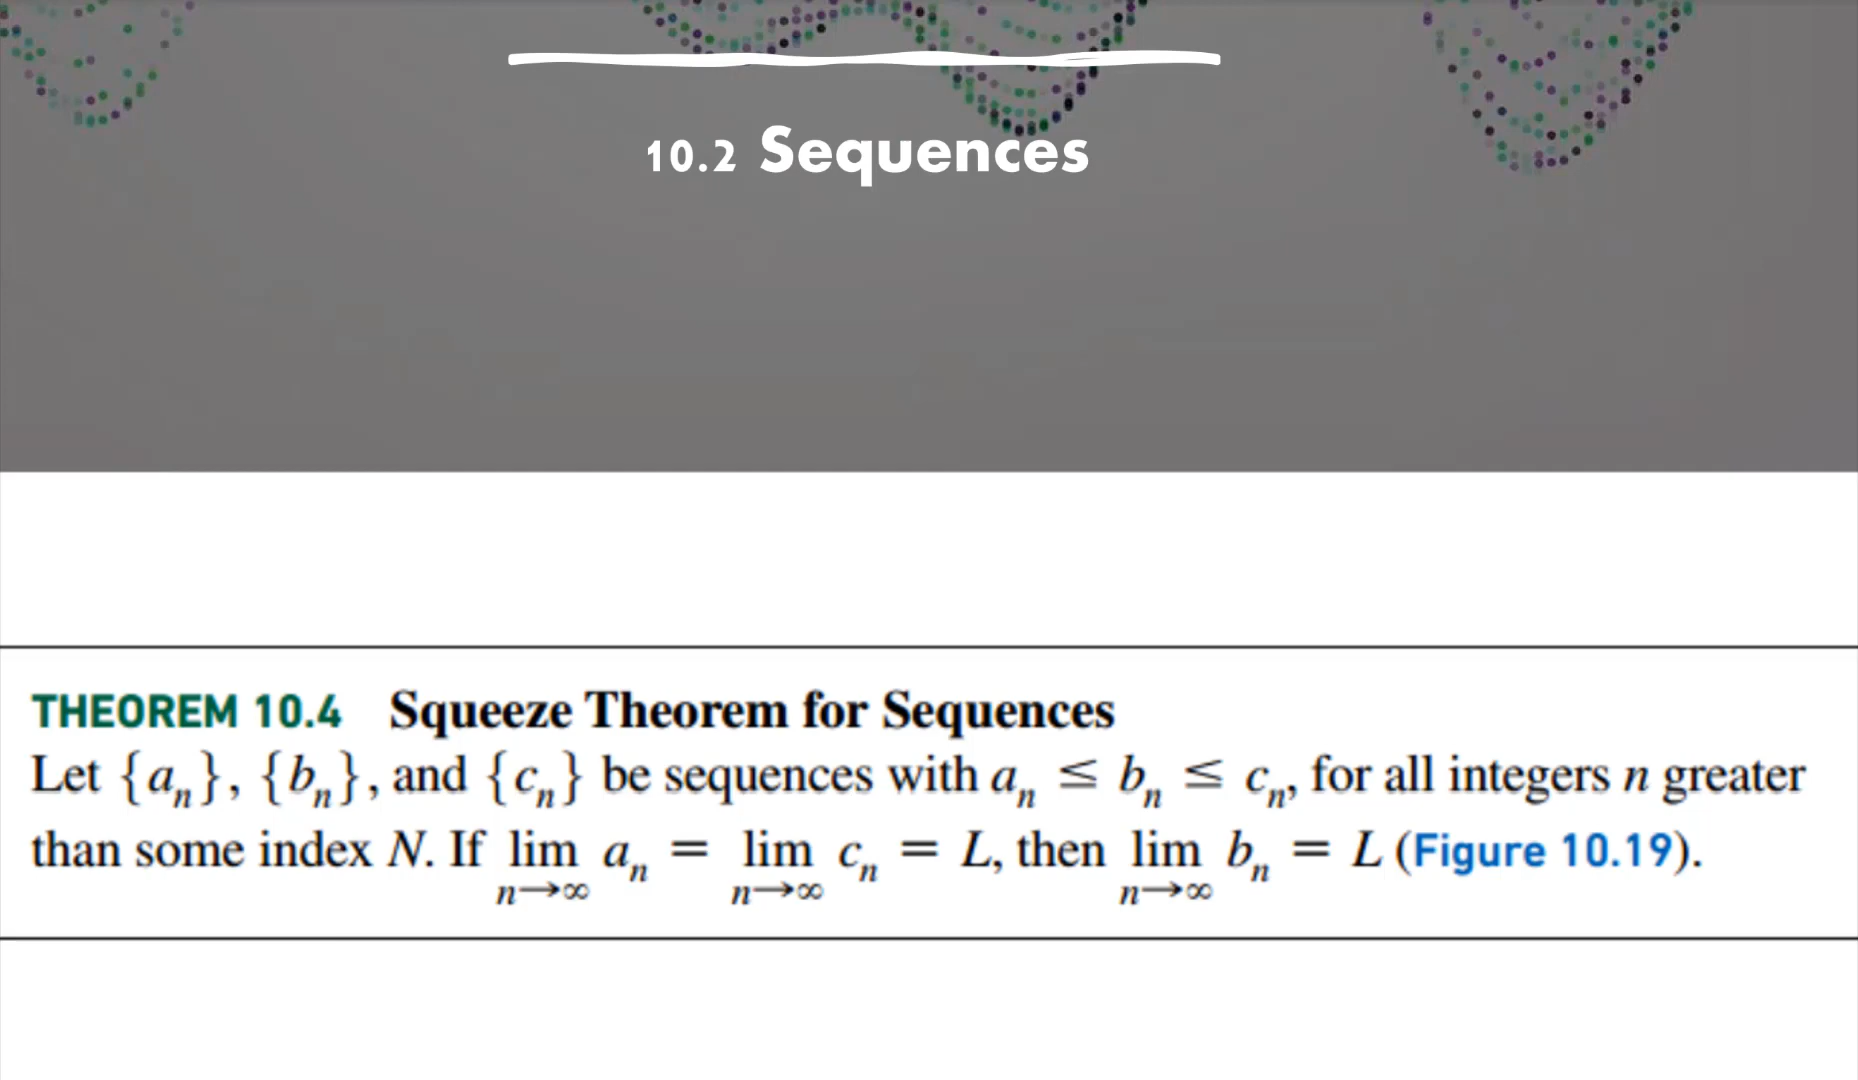 10.2 Sequences
THEOREM 10.4 Squeeze Theorem for Sequences
Let {aₙ}, {bₙ}, and {cₙ} be sequences with aₙ ≤ bₙ ≤ cₙ, for all integers n greater
than some index N. If lim aₙ = lim cₙ = L, then lim bₙ = L (Figure 10.19).
n→∞ n→∞ n→∞